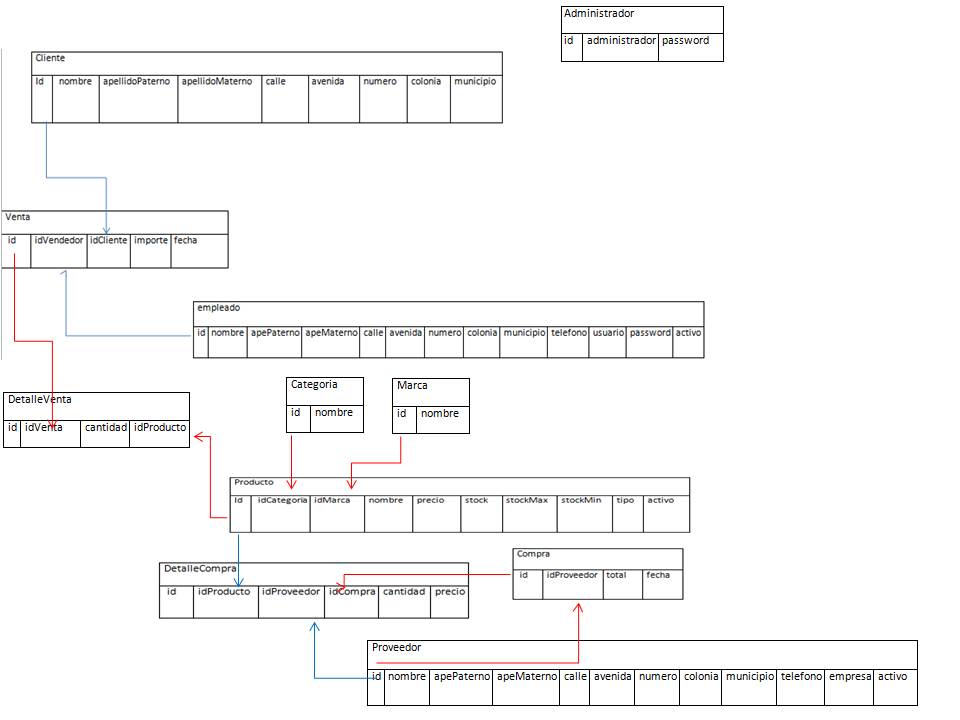 Administrador
id administrador password
Cliente
Id nombre apellidoPaterno apellidoMaterno calle avenida numero colonia municipio
Venta
id idVendedor idCliente importe fecha
empleado
id nombre apePaterno apeMaterno calle avenida numero colonia municipio telefono usuario password activo
Categoria
id nombre
Marca
id nombre
DetalleVenta
id idVenta cantidad idProducto
Producto
Id idCategoria idMarca nombre precio stock stockMax stockMin tipo activo
Compra
id idProveedor total fecha
DetalleCompra
id idProducto idProveedor idCompra cantidad precio
Proveedor
id nombre apePaterno apeMaterno calle avenida numero colonia municipio telefono empresa activo